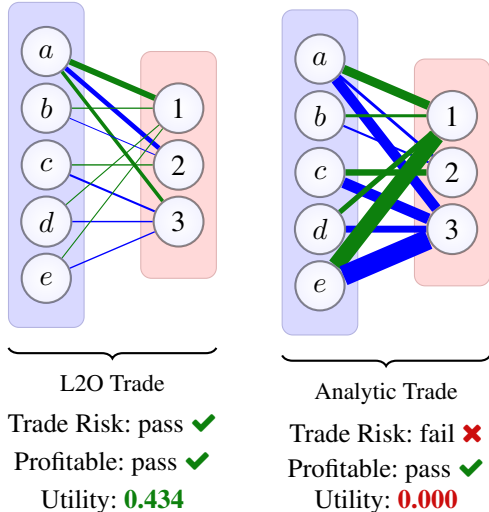 a
b
c
d
e
1
2
3
L2O Trade
Trade Risk: pass ✔
Profitable: pass ✔
Utility: 0.434
a
b
c
d
e
1
2
3
Analytic Trade
Trade Risk: fail ✖
Profitable: pass ✔
Utility: 0.000